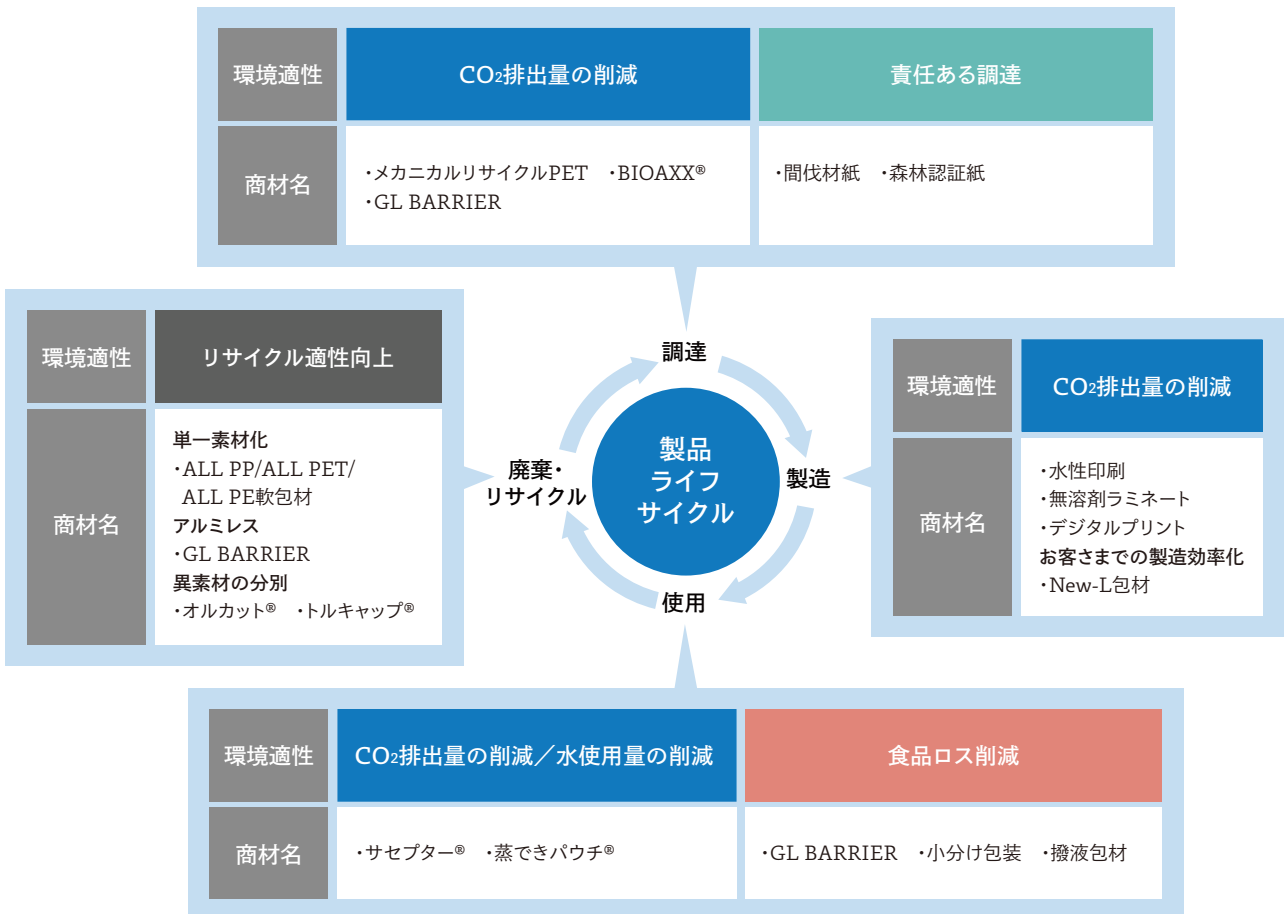 環境適性
CO2排出量の削減
責任ある調達
商材名
・メカニカルリサイクルPET ・BIOAXX®
・GL BARRIER
・間伐材紙 ・森林認証紙
環境適性
リサイクル適性向上
商材名
単一素材化
・ALL PP/ALL PET/
ALL PE軟包材
アルミレス
・GL BARRIER
異素材の分別
・オルカット® ・トルキャップ®
調達
製造
使用
廃棄・
リサイクル
製品
ライフ
サイクル
環境適性
CO2排出量の削減
商材名
・水性印刷
・無溶剤ラミネート
・デジタルプリント
お客さまでの製造効率化
・New-L包材
環境適性
CO2排出量の削減／水使用量の削減
食品ロス削減
商材名
・サセプター® ・蒸できパウチ®
・GL BARRIER ・小分け包装 ・撥液包材